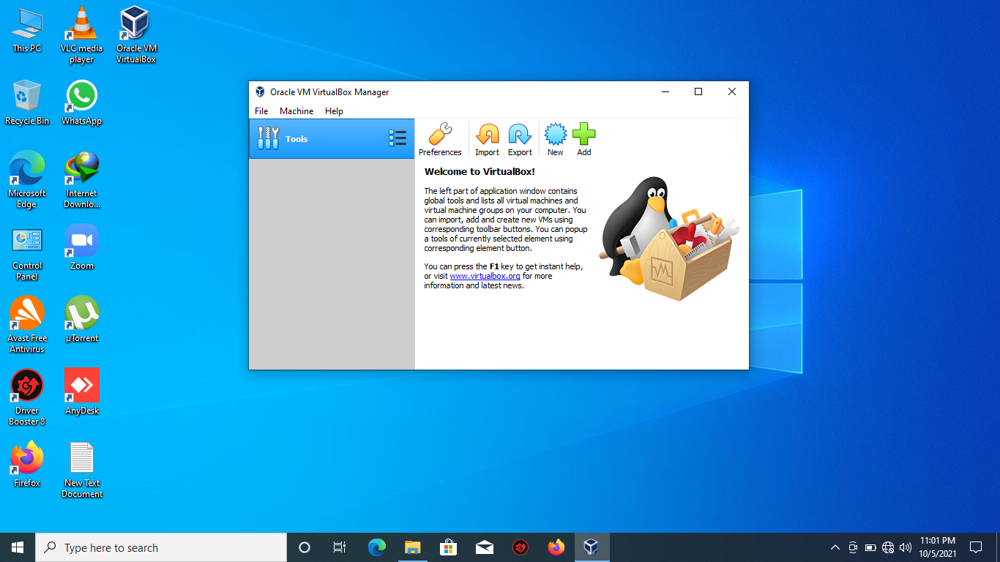 This PC
VLC media
player
Oracle VM
VirtualBox
Recycle Bin
WhatsApp
Microsoft
Edge
Internet
Downlo...
Control
Panel
Zoom
Avast Free
Antivirus
µTorrent
Driver
Booster 8
AnyDesk
Firefox
New Text
Document
Oracle VM VirtualBox Manager
File Machine Help
Tools
Preferences Import Export New Add
Welcome to VirtualBox!
The left part of application window contains
global tools and lists all virtual machines and
virtual machine groups on your computer. You
can import, add and create new VMs using
corresponding toolbar buttons. You can popup
a tools of currently selected element using
corresponding element button.
You can press the F1 key to get instant help,
or visit www.virtualbox.org for more
information and latest news.
Type here to search
11:01 PM
10/5/2021